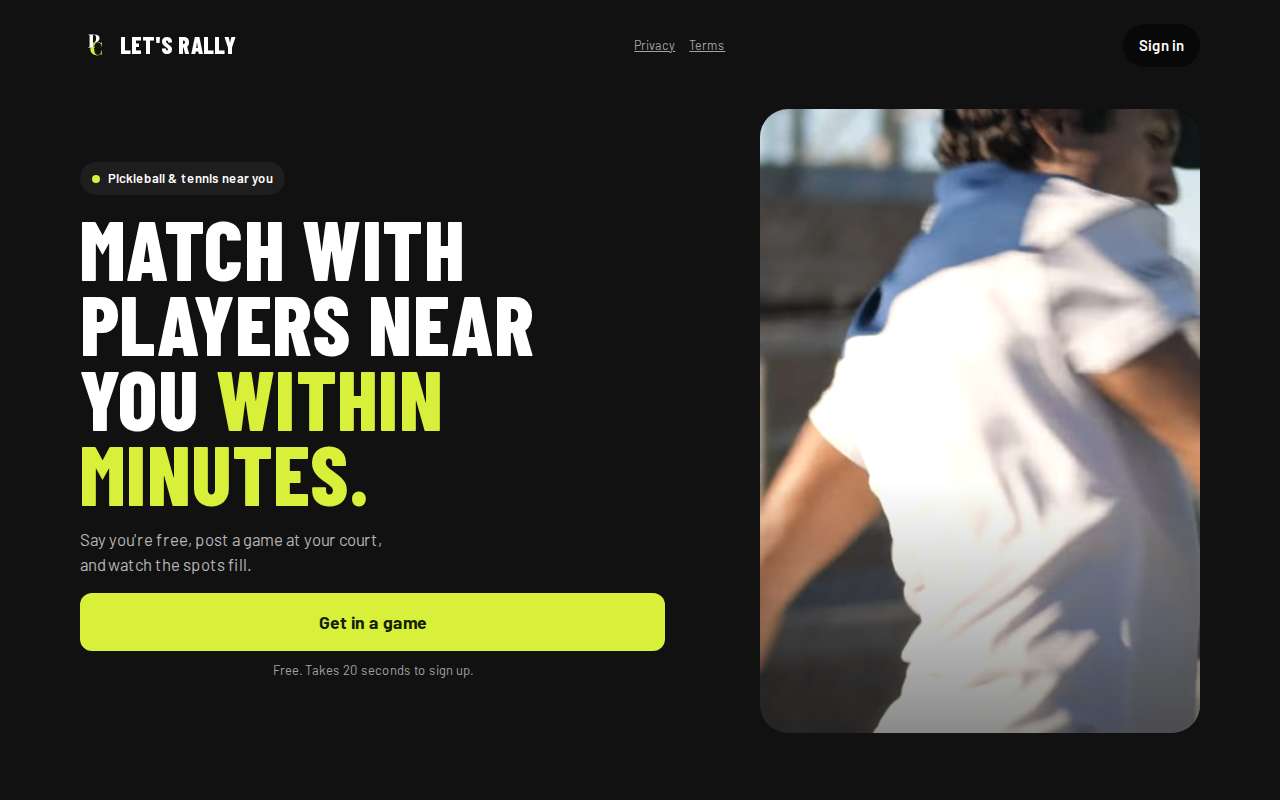 PC LET'S RALLY
Privacy Terms
Sign in
Pickleball & tennis near you
MATCH WITH
PLAYERS NEAR
YOU WITHIN
MINUTES.
Say you're free, post a game at your court,
and watch the spots fill.
Get in a game
Free. Takes 20 seconds to sign up.